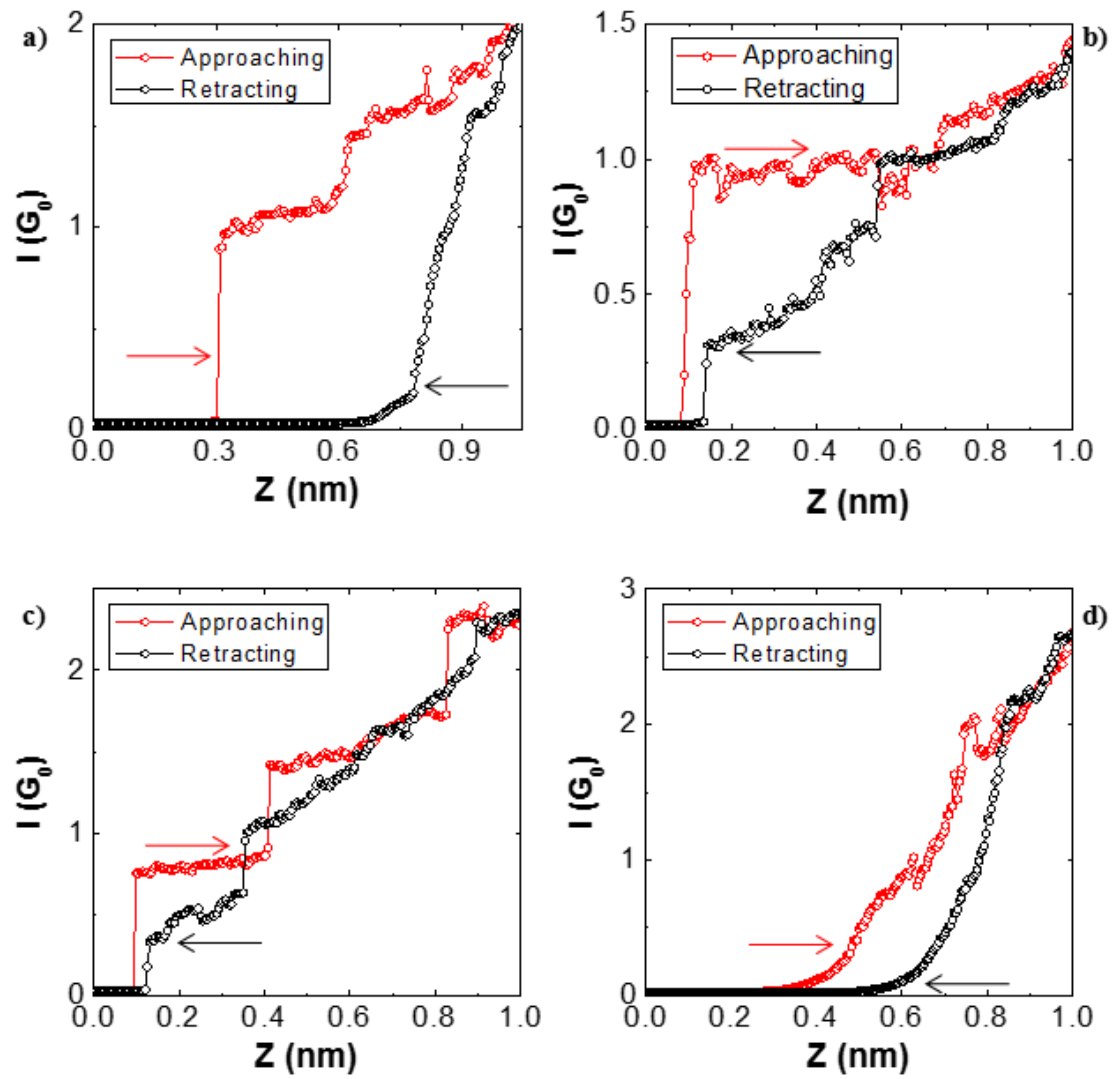 a)
Approaching
Retracting
2
1
0
I (G₀)
0.0 0.3 0.6 0.9
Z (nm)
b)
Approaching
Retracting
1.5
1.0
0.5
0.0
I (G₀)
0.0 0.2 0.4 0.6 0.8 1.0
Z (nm)
c)
Approaching
Retracting
2
1
0
I (G₀)
0.0 0.2 0.4 0.6 0.8 1.0
Z (nm)
d)
Approaching
Retracting
3
2
1
0
I (G₀)
0.0 0.2 0.4 0.6 0.8 1.0
Z (nm)